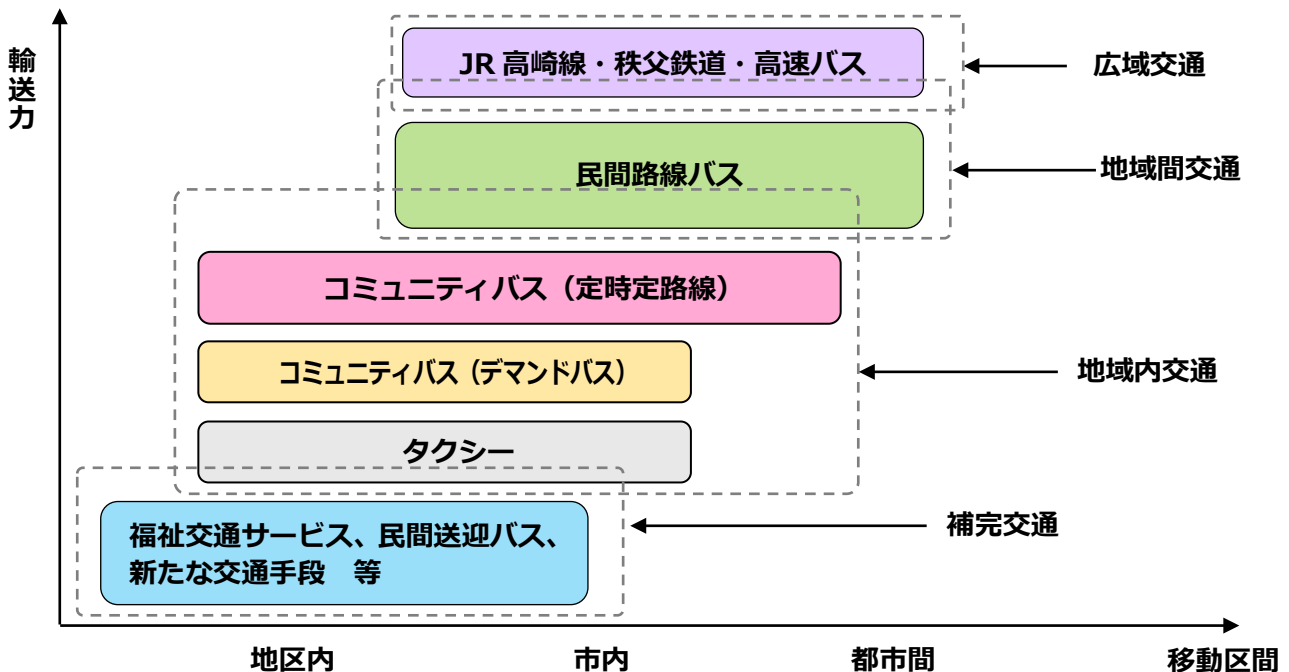 輸送力
JR 高崎線・秩父鉄道・高速バス
広域交通
民間路線バス
地域間交通
コミュニティバス（定時定路線）
コミュニティバス（デマンドバス）
地域内交通
タクシー
福祉交通サービス、民間送迎バス、
新たな交通手段　等
補完交通
地区内
市内
都市間
移動区間